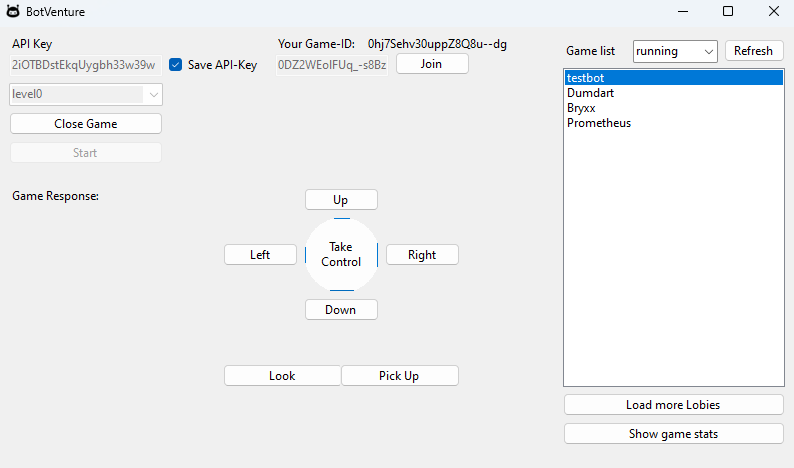 BotVenture
API Key
2iOTBDstEkqUygbh33w39w
Save API-Key
level0
Close Game
Start
Your Game-ID: 0hj7Sehv30uppZ8Q8u--dg
0DZ2WEoIFUq_-s8Bz
Join
Game list
running
Refresh
testbot
Dumdart
Bryxx
Prometheus
Game Response:
Up
Left
Take
Control
Right
Down
Look
Pick Up
Load more Lobies
Show game stats